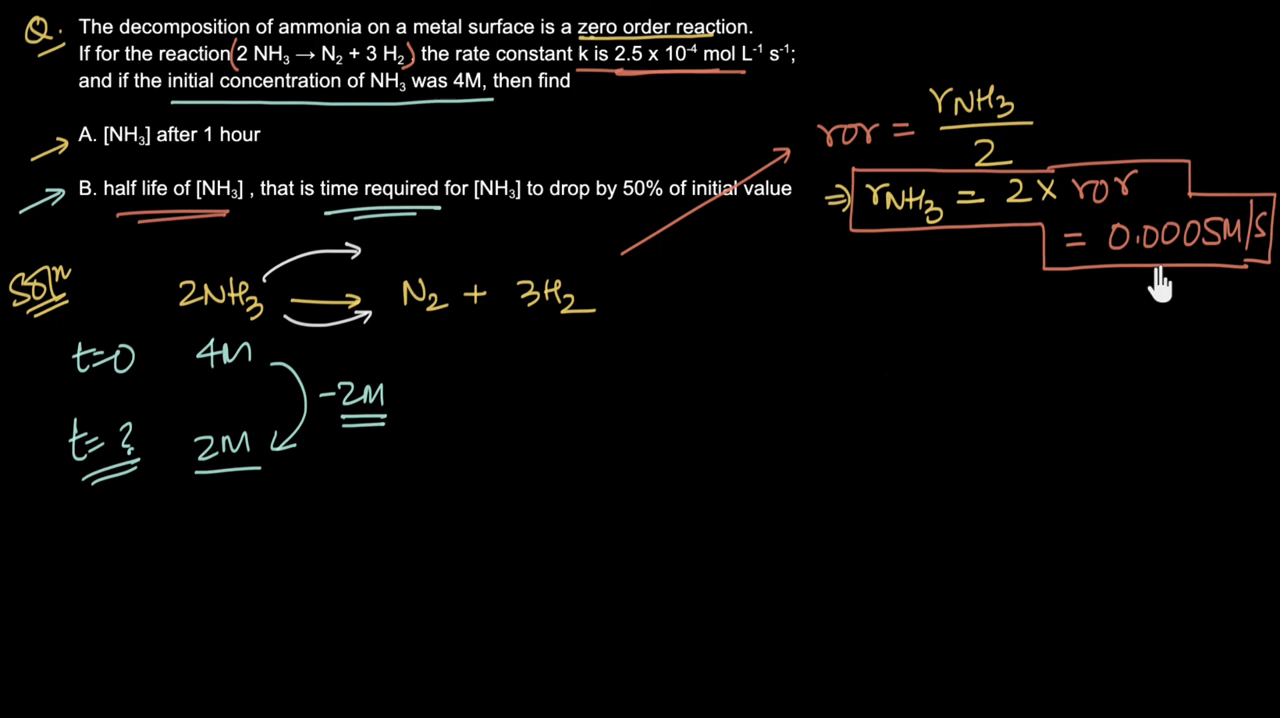 Q. The decomposition of ammonia on a metal surface is a zero order reaction.
If for the reaction (2 NH₃ → N₂ + 3 H₂), the rate constant k is 2.5 x 10⁻⁴ mol L⁻¹ s⁻¹;
and if the initial concentration of NH₃ was 4M, then find
A. [NH₃] after 1 hour
B. half life of [NH₃] , that is time required for [NH₃] to drop by 50% of initial value
ror = rNH₃ / 2
⇒ rNH₃ = 2 × ror
= 0.0005M/S
Solⁿ 2NH₃ → N₂ + 3H₂
t=0 4M
-2M
t=? 2M